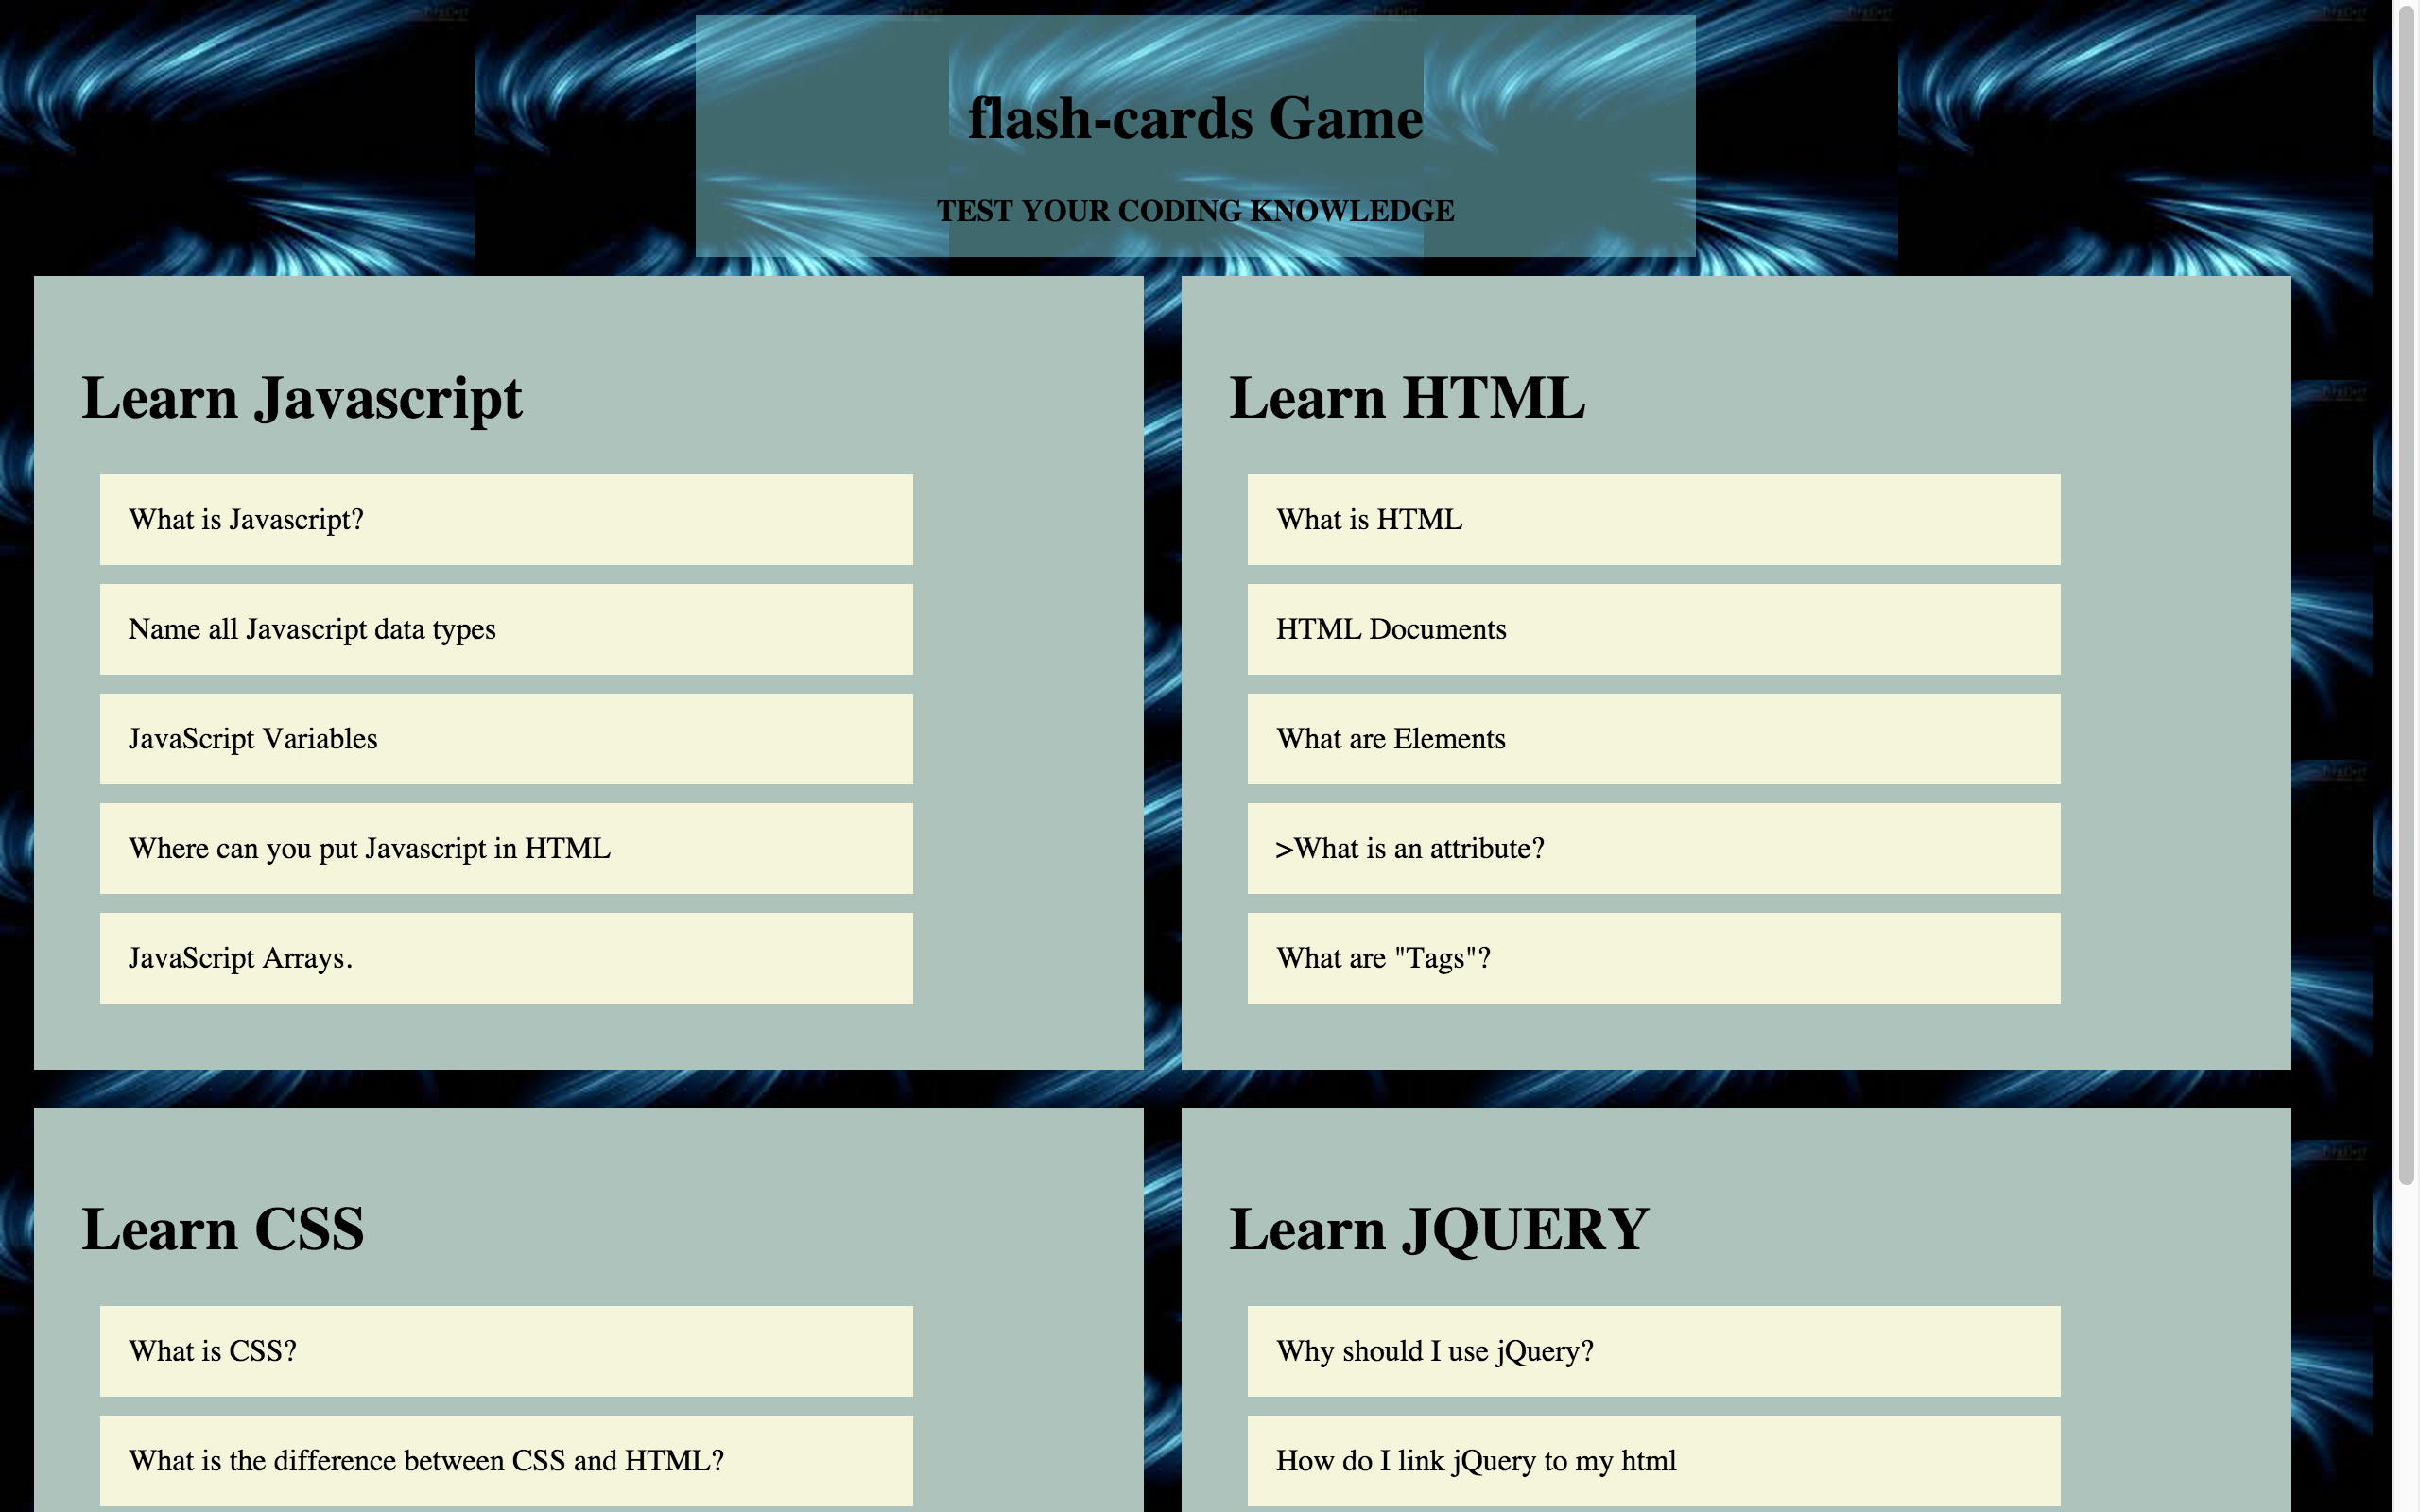 flash-cards Game
TEST YOUR CODING KNOWLEDGE
Learn Javascript
What is Javascript?
Name all Javascript data types
JavaScript Variables
Where can you put Javascript in HTML
JavaScript Arrays.
Learn HTML
What is HTML
HTML Documents
What are Elements
>What is an attribute?
What are "Tags"?
Learn CSS
What is CSS?
What is the difference between CSS and HTML?
Learn JQUERY
Why should I use jQuery?
How do I link jQuery to my html